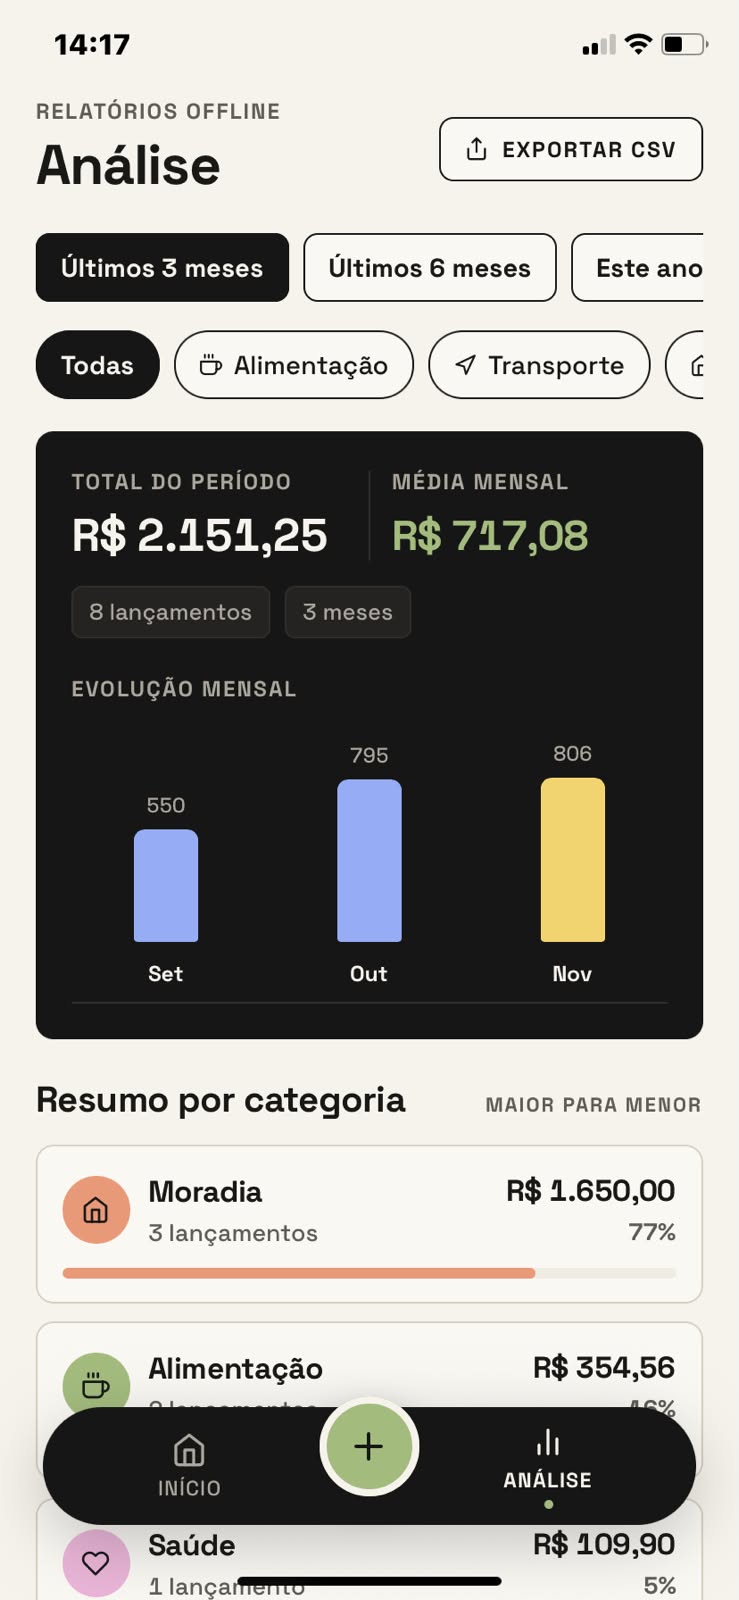 14:17
RELATÓRIOS OFFLINE
Análise
EXPORTAR CSV
Últimos 3 meses
Últimos 6 meses
Este ano
Todas
Alimentação
Transporte
TOTAL DO PERÍODO
MÉDIA MENSAL
R$ 2.151,25
R$ 717,08
8 lançamentos
3 meses
EVOLUÇÃO MENSAL
550
795
806
Set
Out
Nov
Resumo por categoria
MAIOR PARA MENOR
Moradia
R$ 1.650,00
3 lançamentos
77%
Alimentação
R$ 354,56
INÍCIO
ANÁLISE
Saúde
R$ 109,90
1 lançamento
5%